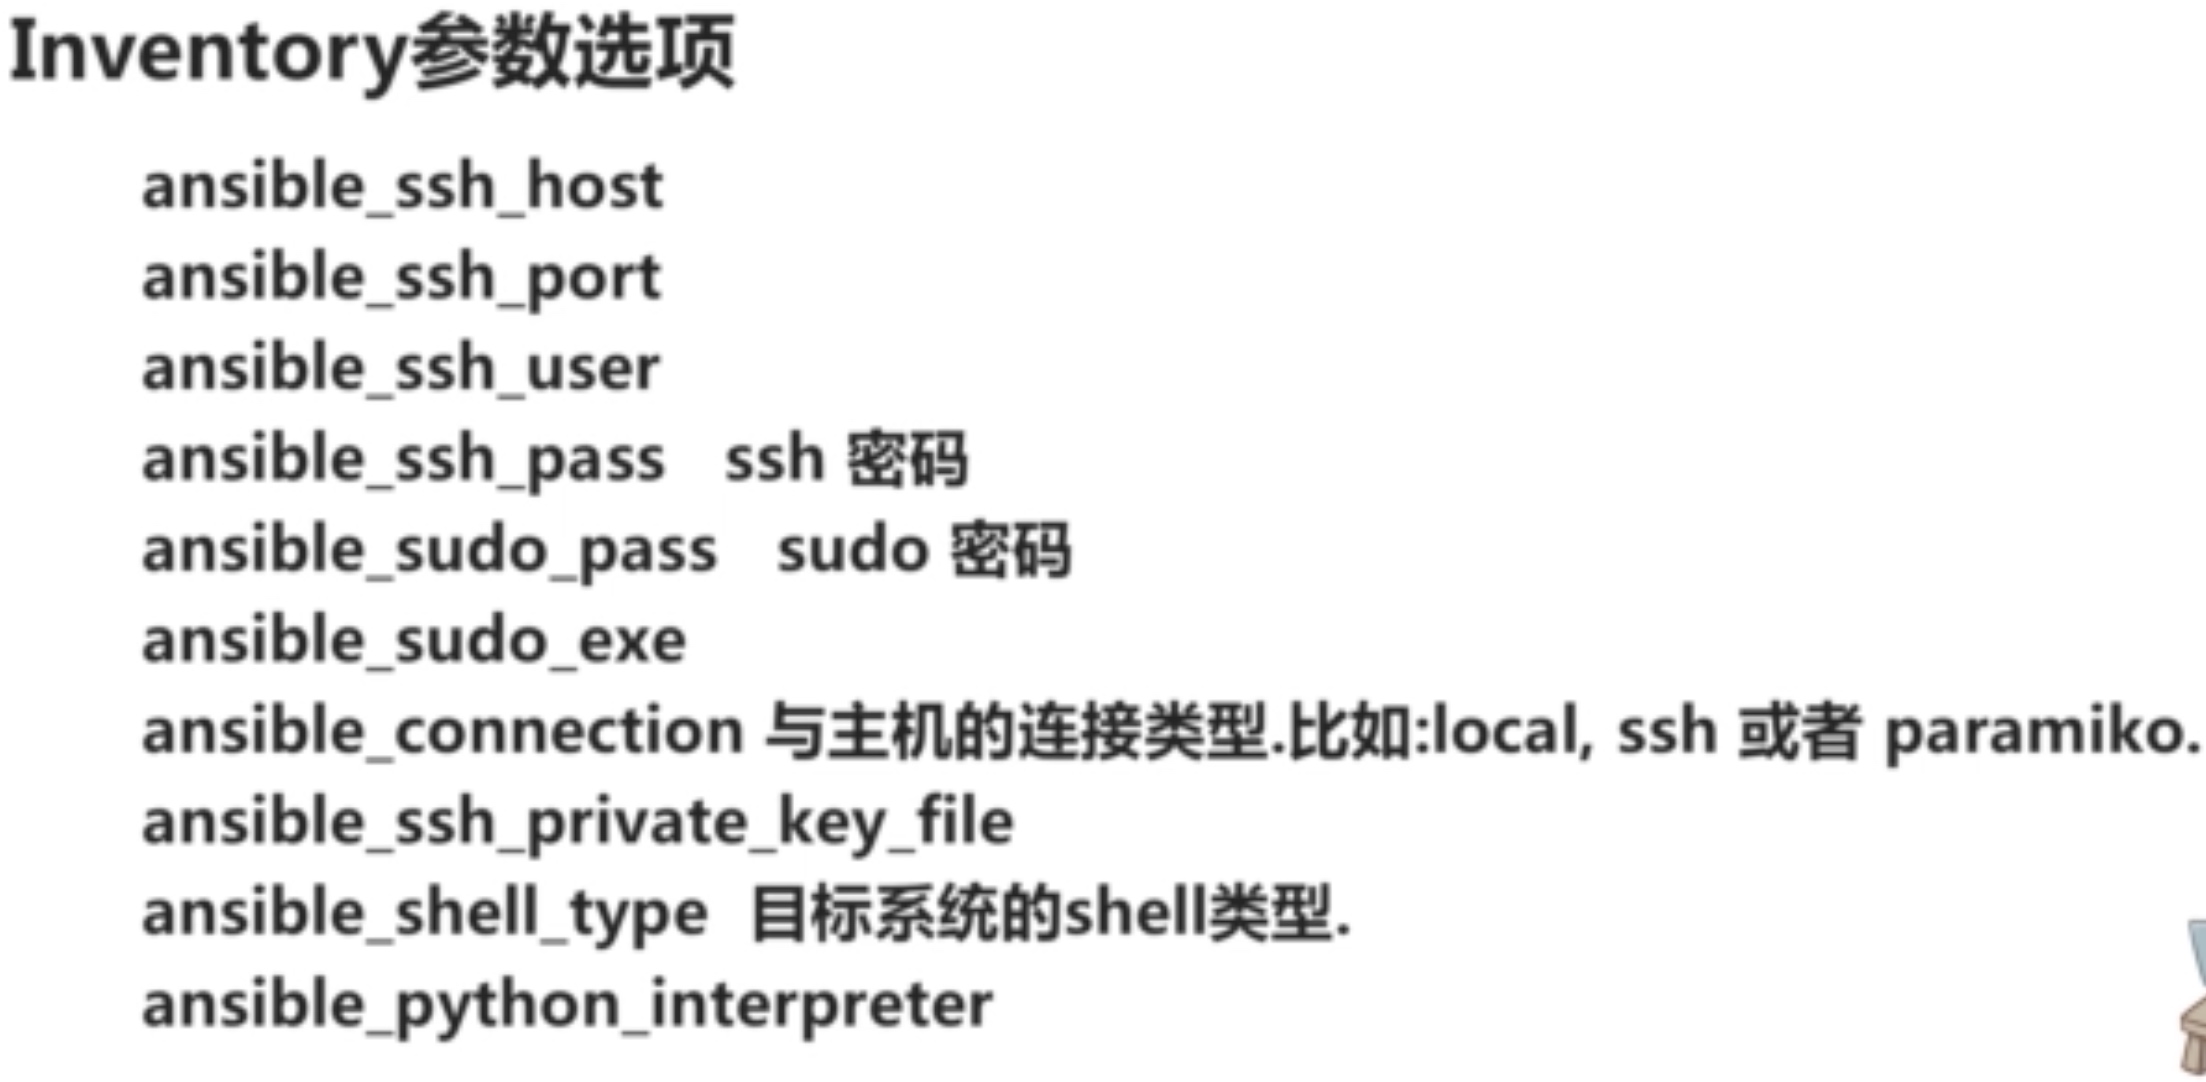 Inventory参数选项
ansible_ssh_host
ansible_ssh_port
ansible_ssh_user
ansible_ssh_pass ssh 密码
ansible_sudo_pass sudo 密码
ansible_sudo_exe
ansible_connection 与主机的连接类型.比如:local, ssh 或者 paramiko.
ansible_ssh_private_key_file
ansible_shell_type 目标系统的shell类型.
ansible_python_interpreter